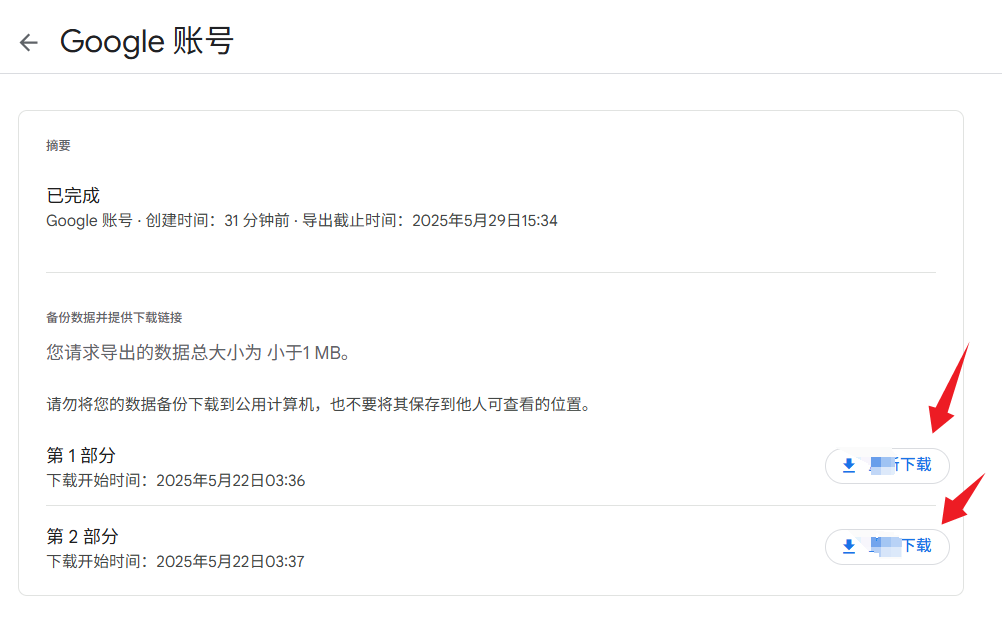 Google 账号
摘要
已完成
Google 账号 · 创建时间：31 分钟前 · 导出截止时间：2025年5月29日15:34
备份数据并提供下载链接
您请求导出的数据总大小为 小于1 MB。
请勿将您的数据备份下载到公用计算机，也不要将其保存到他人可查看的位置。
第 1 部分
下载
下载开始时间：2025年5月22日03:36
第 2 部分
下载
下载开始时间：2025年5月22日03:37